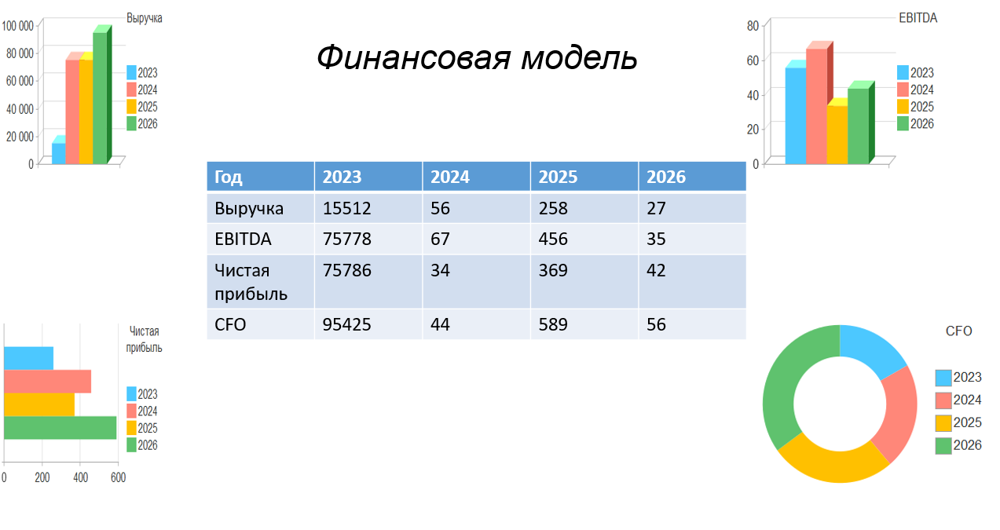 Выручка
100 000
80 000
60 000
40 000
20 000
0
2023
2024
2025
2026
Финансовая модель
EBITDA
80
60
40
20
0
2023
2024
2025
2026
Год 2023 2024 2025 2026
Выручка 15512 56 258 27
EBITDA 75778 67 456 35
Чистая
прибыль 75786 34 369 42
CFO 95425 44 589 56
Чистая
прибыль
2023
2024
2025
2026
0 200 400 600
CFO
2023
2024
2025
2026